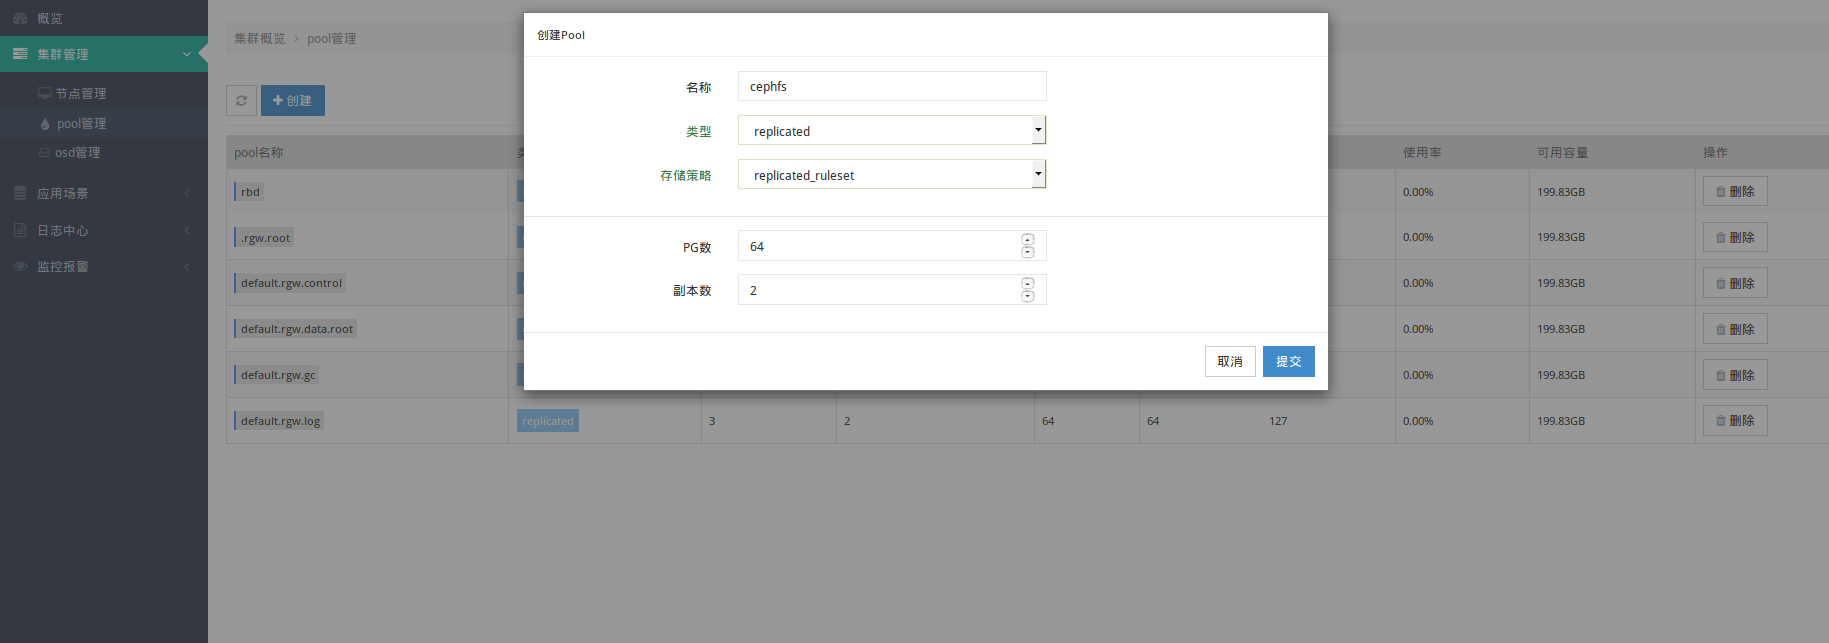 概览
集群管理
节点管理
pool管理
osd管理
应用场景
日志中心
监控报警
集群概览 > pool管理
创建
pool名称 使用率 可用容量 操作
rbd 0.00% 199.83GB 删除
.rgw.root 0.00% 199.83GB 删除
default.rgw.control 0.00% 199.83GB 删除
default.rgw.data.root 0.00% 199.83GB 删除
default.rgw.gc 0.00% 199.83GB 删除
default.rgw.log replicated 3 2 64 64 127 0.00% 199.83GB 删除
创建Pool
名称 cephfs
类型 replicated
存储策略 replicated_ruleset
PG数 64
副本数 2
取消 提交